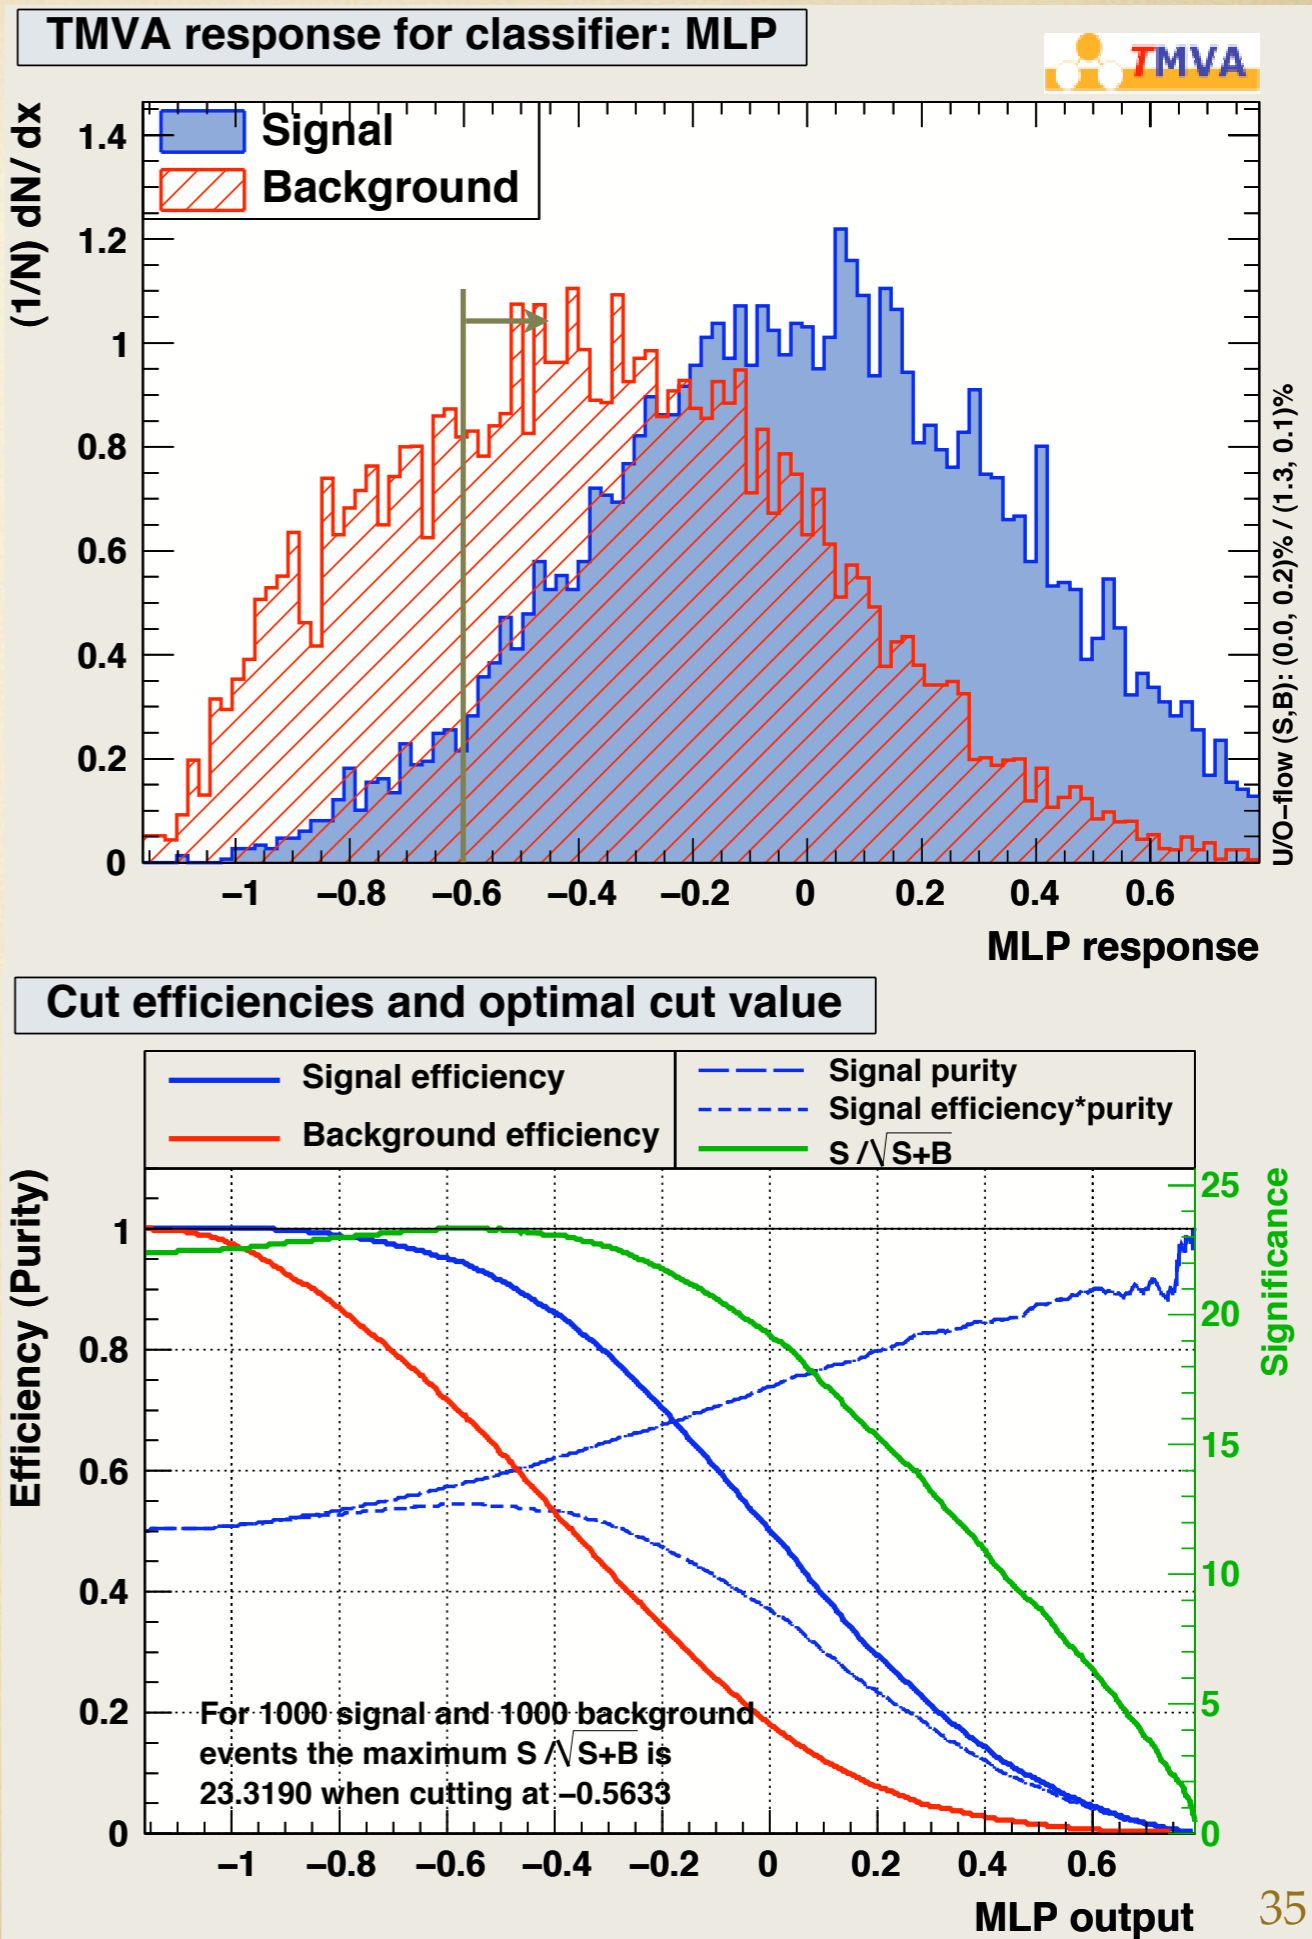 TMVA response for classifier: MLP
TMVA
(1/N) dN/ dx
Signal
Background
1.4
1.2
1
0.8
0.6
0.4
0.2
0
−1 −0.8 −0.6 −0.4 −0.2 0 0.2 0.4 0.6
MLP response
U/O−flow (S,B): (0.0, 0.2)% / (1.3, 0.1)%
Cut efficiencies and optimal cut value
Signal efficiency
Background efficiency
Signal purity
Signal efficiency*purity
S /√S+B
Efficiency (Purity)
1
0.8
0.6
0.4
0.2
0
25
20
15
10
5
0
Significance
For 1000 signal and 1000 background
events the maximum S /√S+B is
23.3190 when cutting at −0.5633
−1 −0.8 −0.6 −0.4 −0.2 0 0.2 0.4 0.6
MLP output
35